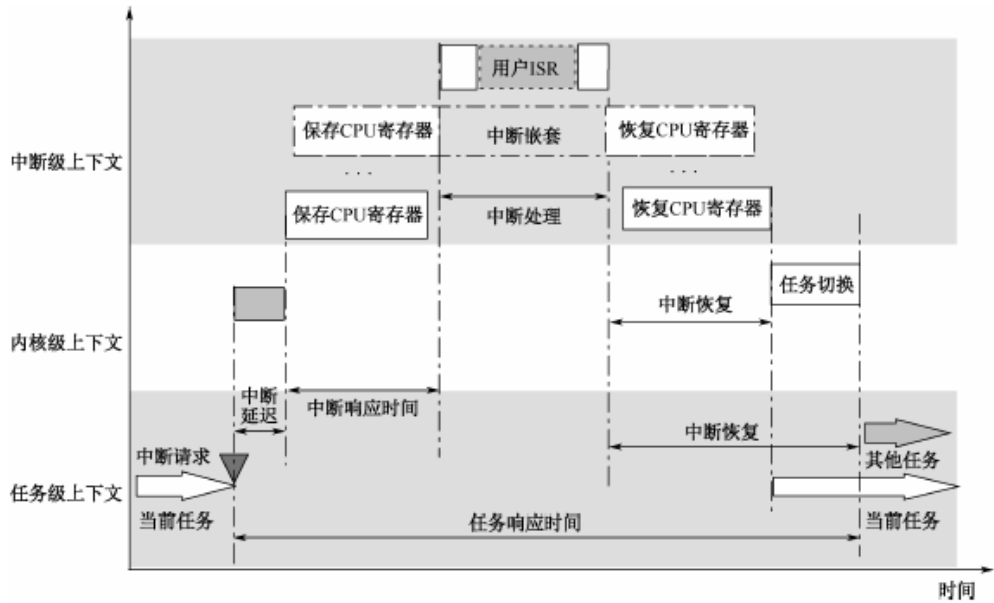 用户ISR
保存CPU寄存器
中断嵌套
恢复CPU寄存器
中断级上下文
...
...
保存CPU寄存器
中断处理
恢复CPU寄存器
任务切换
中断恢复
内核级上下文
中断
延迟
中断响应时间
中断恢复
中断请求
其他任务
任务级上下文
当前任务
任务响应时间
当前任务
时间